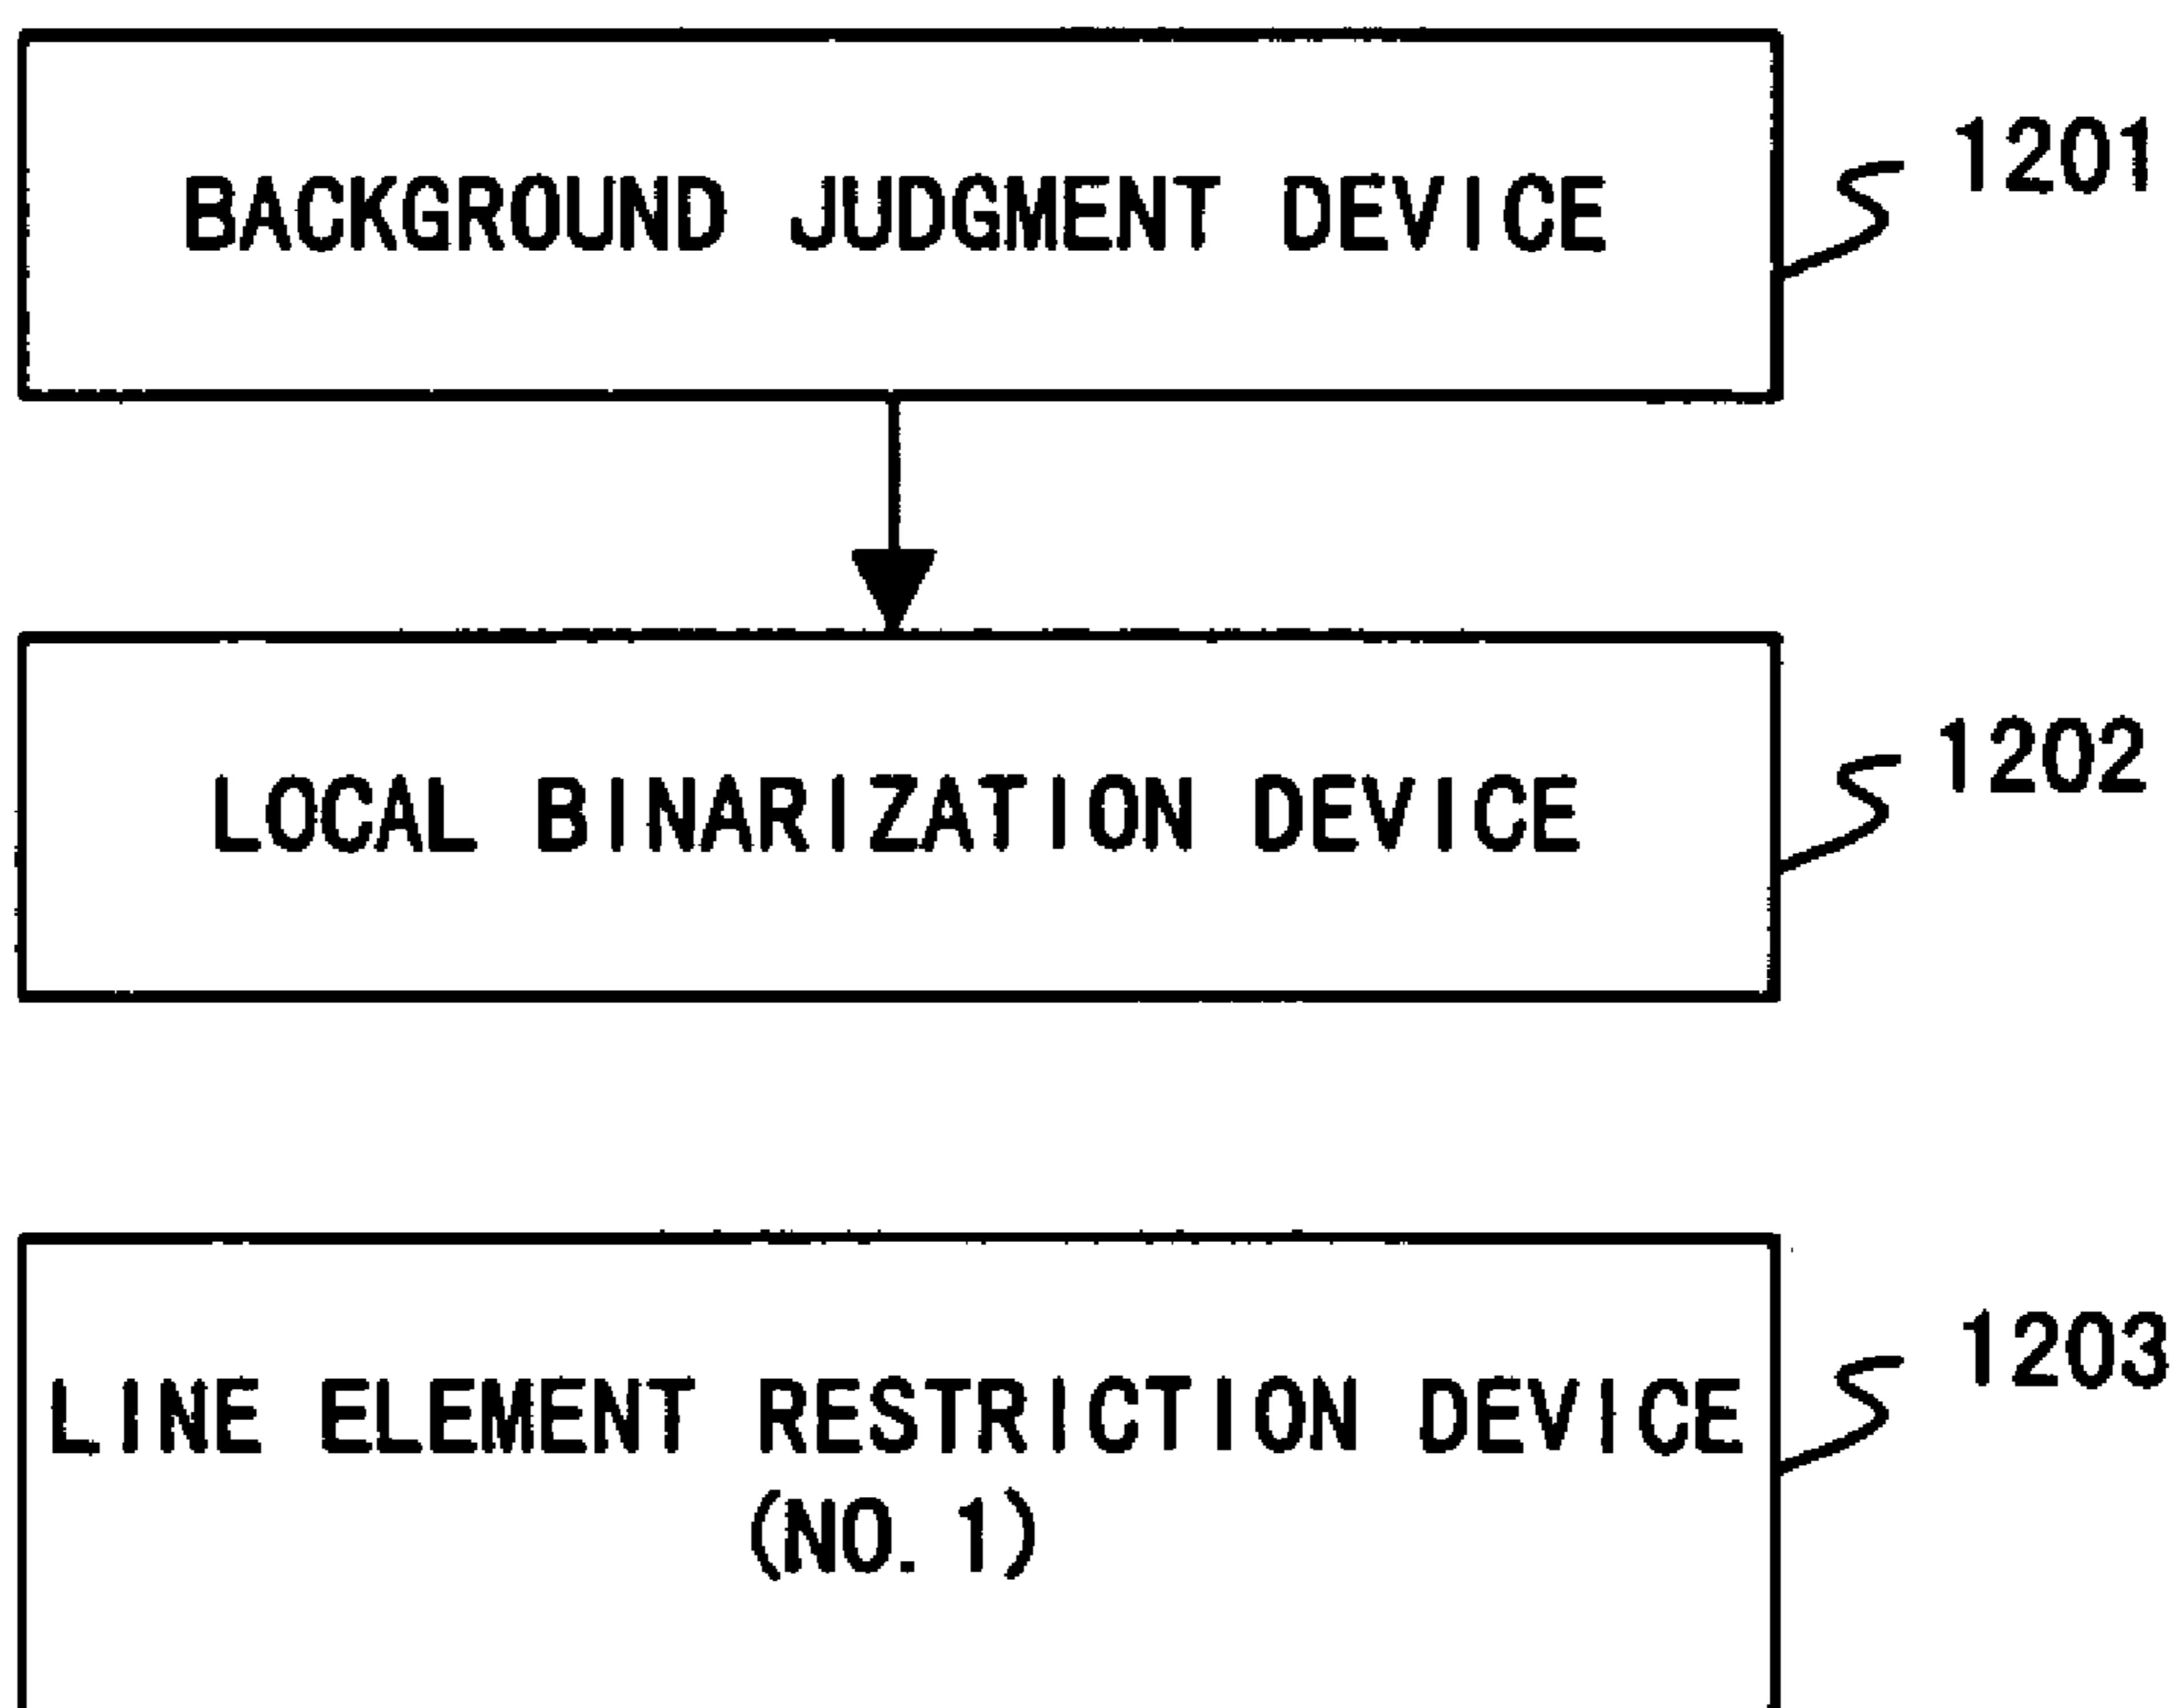 BACKGROUND JUDGMENT DEVICE
1201
LOCAL BINARIZATION DEVICE
1202
LINE ELEMENT RESTRICTION DEVICE
(NO. 1)
1203